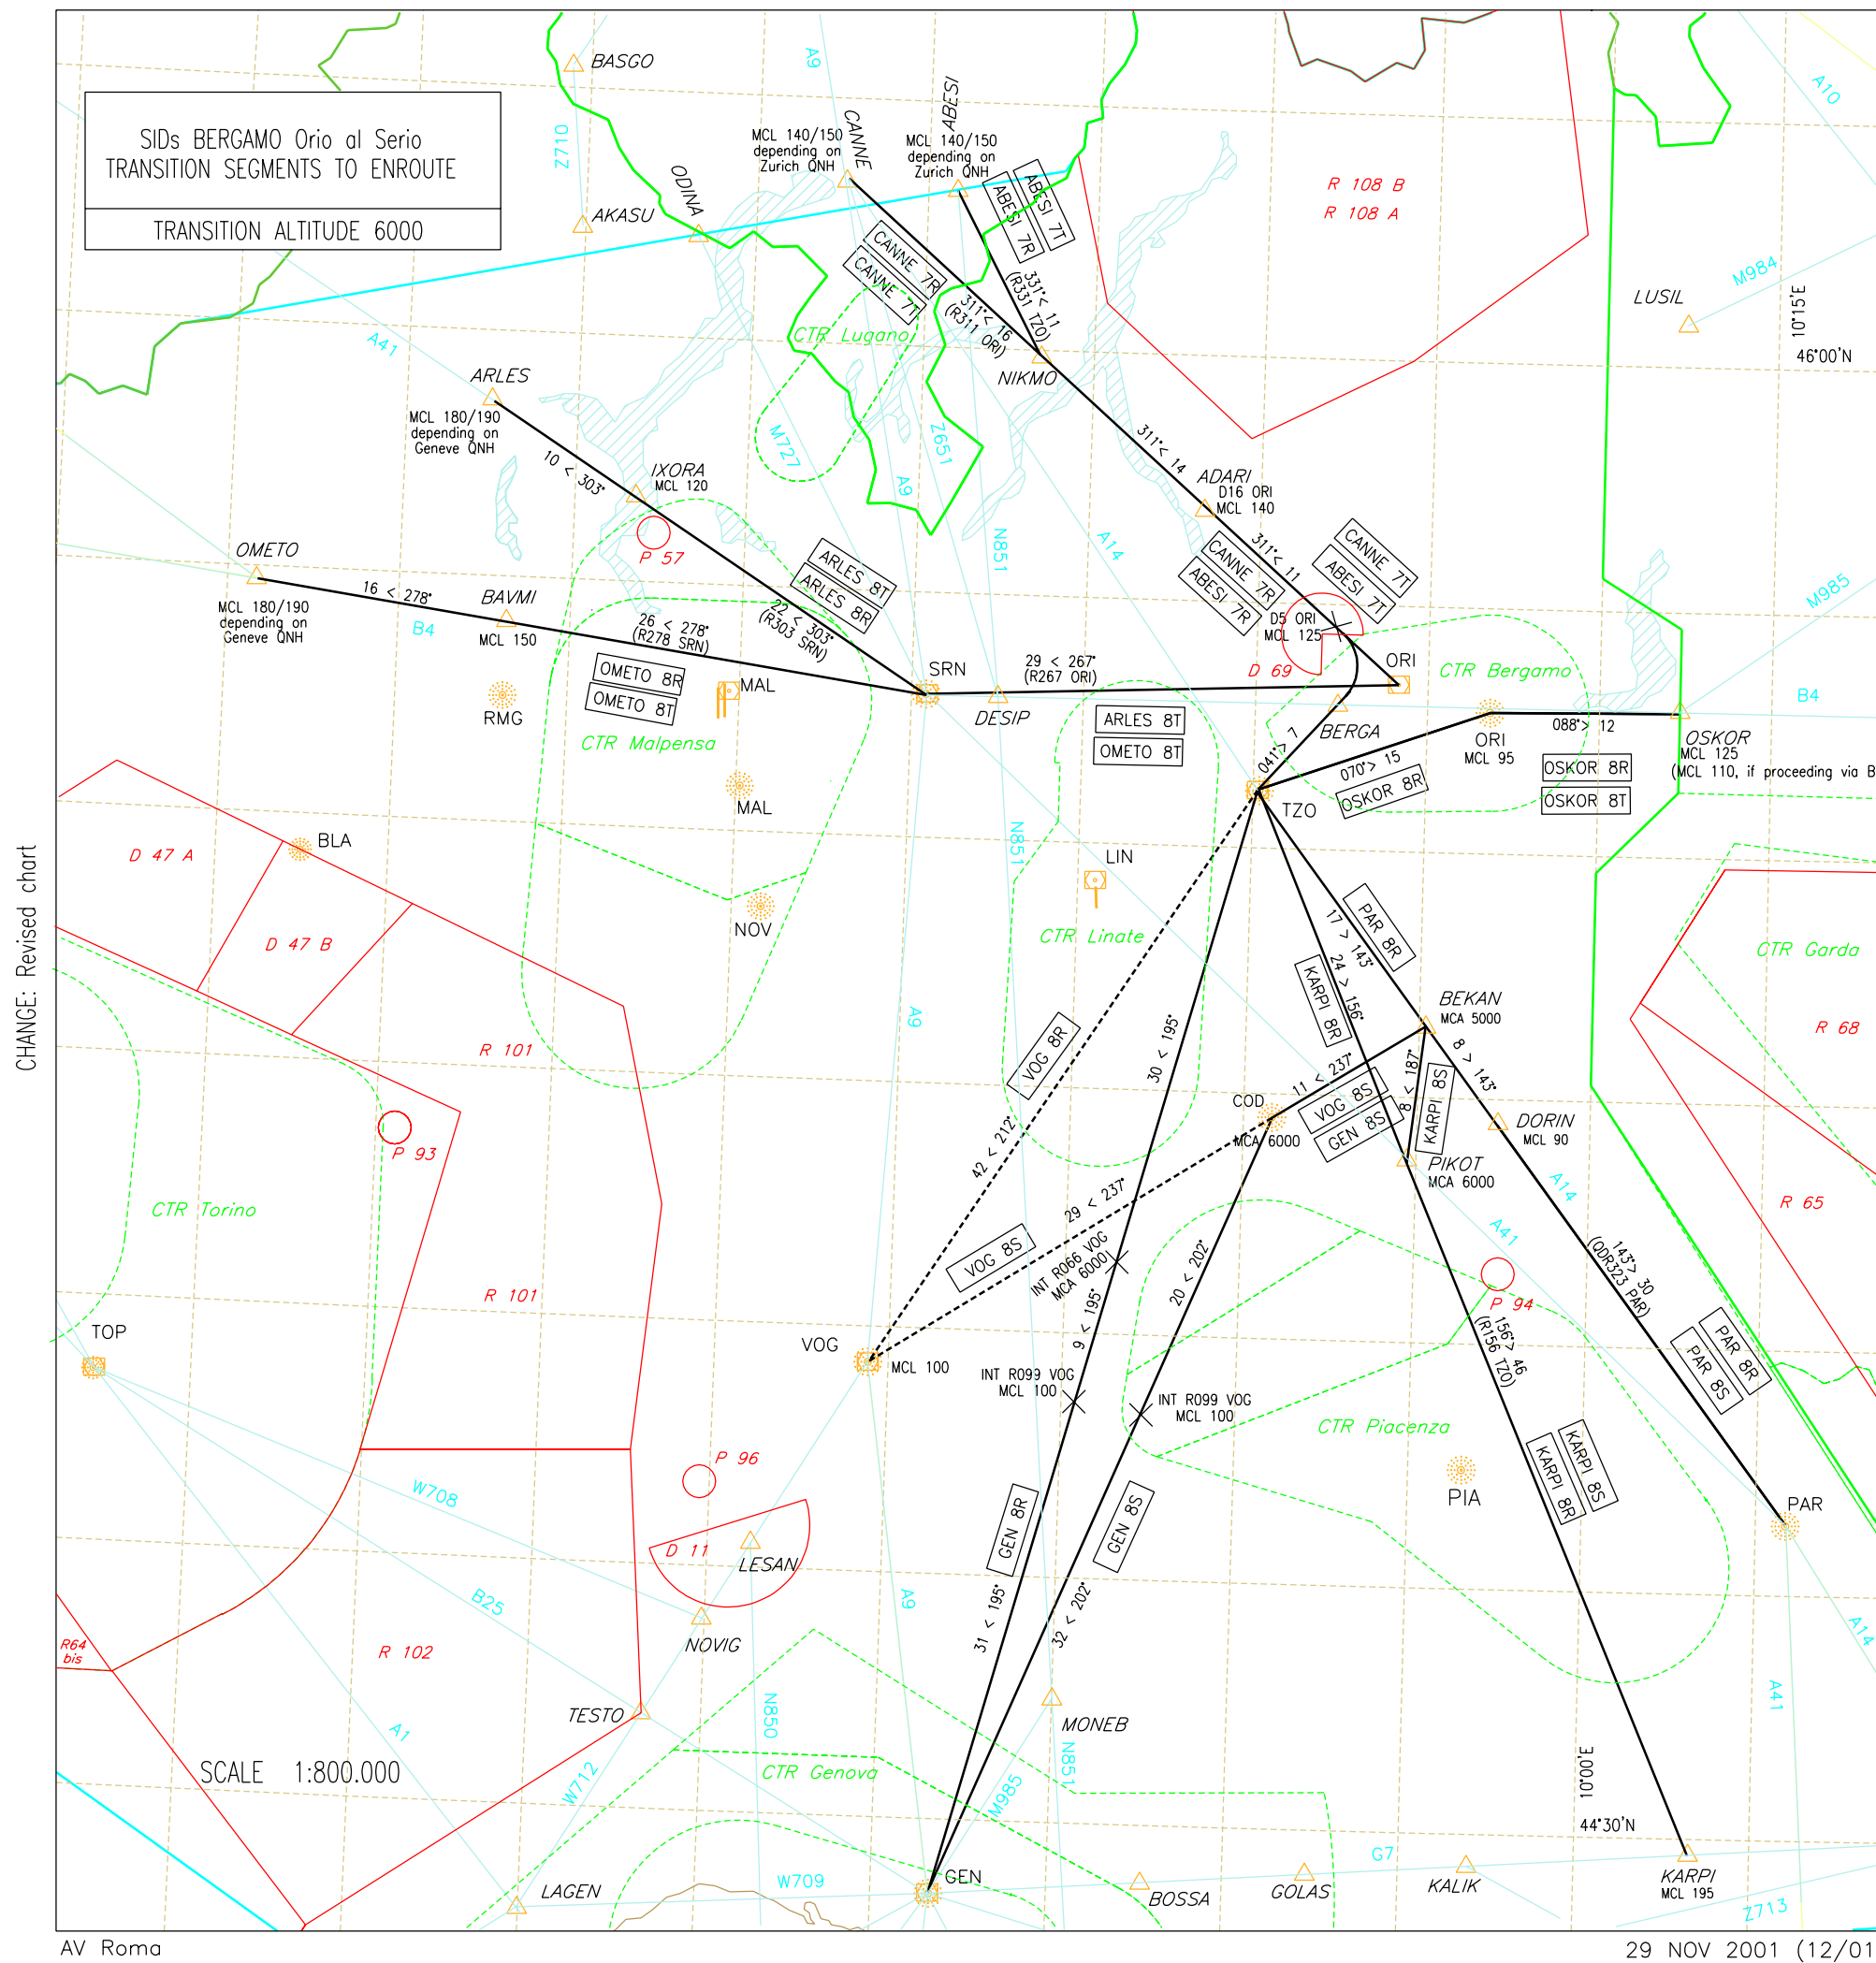 SIDs BERGAMO Orio al Serio
TRANSITION SEGMENTS TO ENROUTE
TRANSITION ALTITUDE 6000
BASGO
Z710
AKASU
ODINA
A9
CANNE
MCL 140/150
depending on
Zurich QNH
ABESI
MCL 140/150
depending on
Zurich QNH
ABESI 7R
ABESI 7T
CANNE 7R
CANNE 7T
331°< 11
(R331 TZO)
311°< 16
(R311 ORI)
R 108 B
R 108 A
A10
M984
LUSIL
10°15'E
46°00'N
CTR Lugano
NIKMO
A41
ARLES
MCL 180/190
depending on
Geneve QNH
10 < 303°
IXORA
MCL 120
P 57
M727
A9
Z651
N851
A14
311°< 14
ADARI
D16 ORI
MCL 140
311°< 11
CANNE 7R
ABESI 7R
CANNE 7T
ABESI 7T
D5 ORI
MCL 125
M985
OMETO
MCL 180/190
depending on
Geneve QNH
16 < 278°
B4
BAVMI
MCL 150
26 < 278°
(R278 SRN)
22 < 303°
(R303 SRN)
ARLES 8T
ARLES 8R
OMETO 8R
OMETO 8T
SRN
29 < 267°
(R267 ORI)
D 69
ORI
CTR Bergamo
RMG
MAL
DESIP
CTR Malpensa
ARLES 8T
OMETO 8T
BERGA
041°> 7
ORI
MCL 95
088°> 12
B4
OSKOR
MCL 125
(MCL 110, if proceeding via B
070°> 15
OSKOR 8R
OSKOR 8R
OSKOR 8T
MAL
TZO
N851
BLA
D 47 A
D 47 B
NOV
LIN
CTR Linate
PAR 8R
17 > 143°
24 > 156°
KARPI 8R
CTR Garda
R 68
R 65
CHANGE: Revised chart
R 101
A9
VOG 8R
30 < 195°
BEKAN
MCA 5000
8 > 143°
11 < 237°
8 < 187°
KARPI 8S
VOG 8S
GEN 8S
COD
MCA 6000
DORIN
MCL 90
PIKOT
MCA 6000
P 93
CTR Torino
42 < 212°
29 < 237°
VOG 8S
INT R066 VOG
MCA 6000
20 < 202°
A14
A41
143°> 30
(QDR323 PAR)
P 94
156°> 46
(R156 TZO)
PAR 8R
PAR 8S
R 101
TOP
VOG
MCL 100
9 < 195°
INT R099 VOG
MCL 100
INT R099 VOG
MCL 100
CTR Piacenza
KARPI 8S
KARPI 8R
PIA
PAR
W708
P 96
D 11
LESAN
GEN 8R
GEN 8S
A9
31 < 195°
32 < 202°
B25
NOVIG
R64
bis
R 102
A14
A41
A1
TESTO
N850
MONEB
N851
SCALE 1:800.000
W712
CTR Genova
M985
10°00'E
44°30'N
G7
LAGEN
W709
GEN
BOSSA
GOLAS
KALIK
KARPI
MCL 195
Z713
AV Roma
29 NOV 2001 (12/01